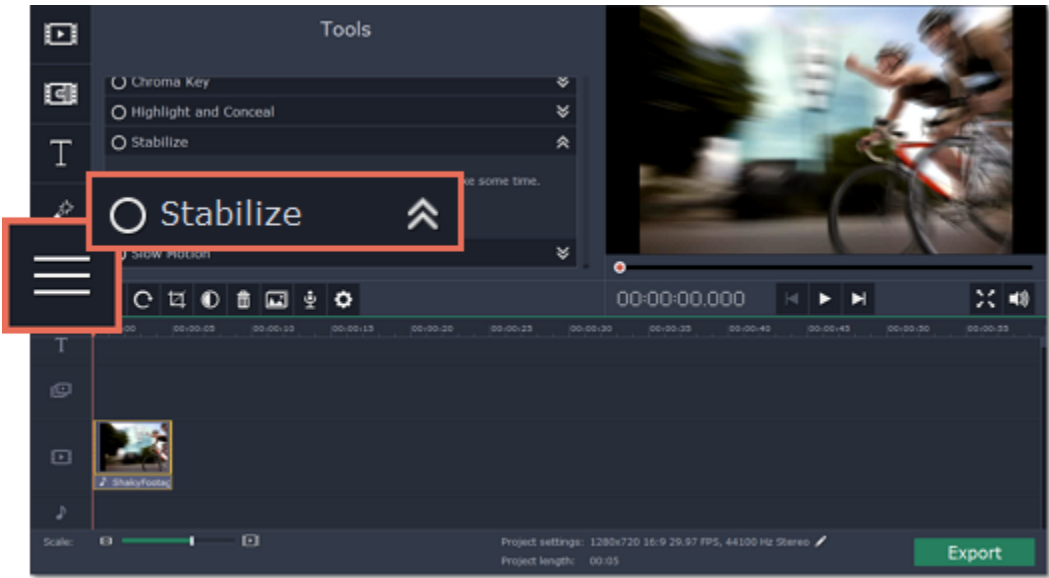 Tools
Chroma Key
Highlight and Conceal
Stabilize
ke some time.
Stabilize
Slow Motion
00:00:00.000
00:00:05 00:00:10 00:00:15 00:00:20 00:00:25 00:00:30 00:00:35 00:00:40 00:00:45 00:00:50 00:00:55
T
ShakyFootag
Scale:
Project settings: 1280x720 16:9 29.97 FPS, 44100 Hz Stereo
Project length: 00:05
Export